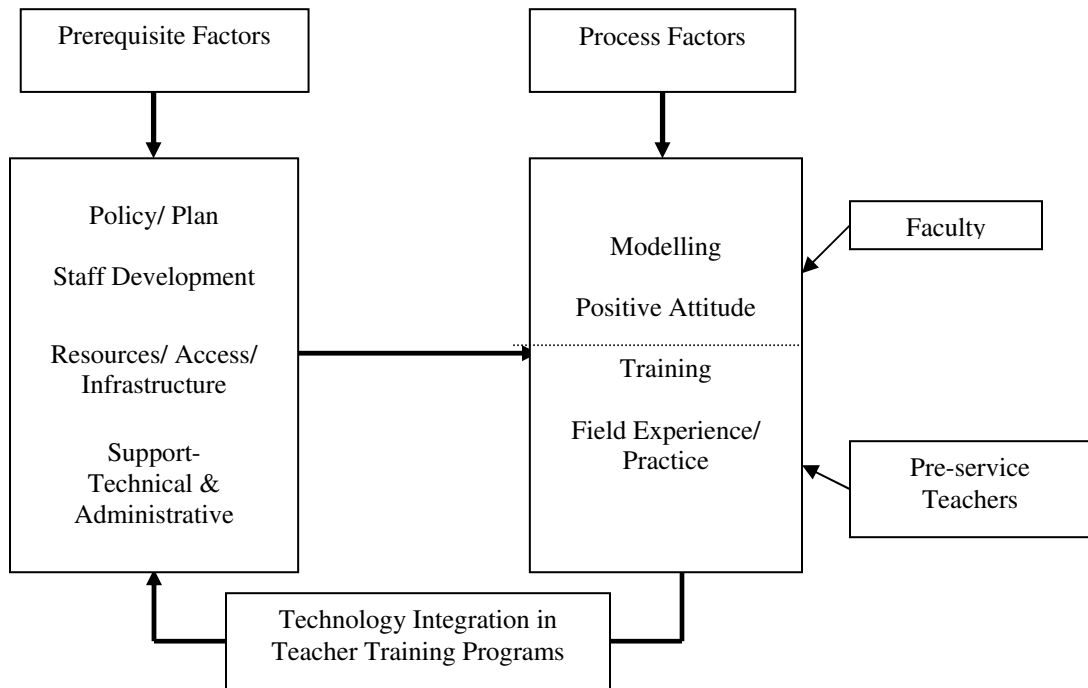 Prerequisite Factors
Process Factors
Policy/ Plan
Staff Development
Resources/ Access/
Infrastructure
Support-
Technical &
Administrative
Modelling
Positive Attitude
Training
Field Experience/
Practice
Faculty
Pre-service
Teachers
Technology Integration in
Teacher Training Programs